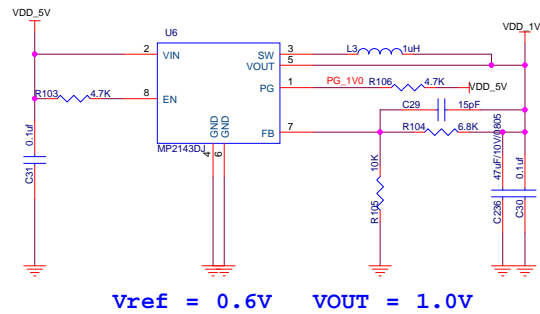 VDD_5V
VDD_1V
U6
2
VIN
SW
3
L3
1uH
VOUT
5
R103
4.7K
8
EN
PG
1
PG_1V0
R106
4.7K
VDD_5V
C29
15pF
FB
7
R104
6.8K
GND
GND
MP2143DJ
4
6
0.1uf
C31
10K
R105
47uF/10V/0805
C236
0.1uf
C30
Vref = 0.6V VOUT = 1.0V